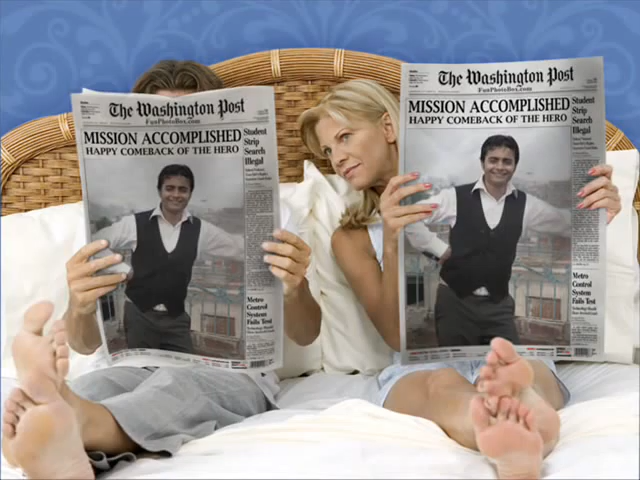 The Washington Post
FunPhotoBox.com
MISSION ACCOMPLISHED
HAPPY COMEBACK OF THE HERO
Student
Strip
Search
Illegal
Metro
Control
System
Fails Test
The Washington Post
FunPhotoBox.com
MISSION ACCOMPLISHED
HAPPY COMEBACK OF THE HERO
Student
Strip
Search
Illegal
Metro
Control
System
Fails Test